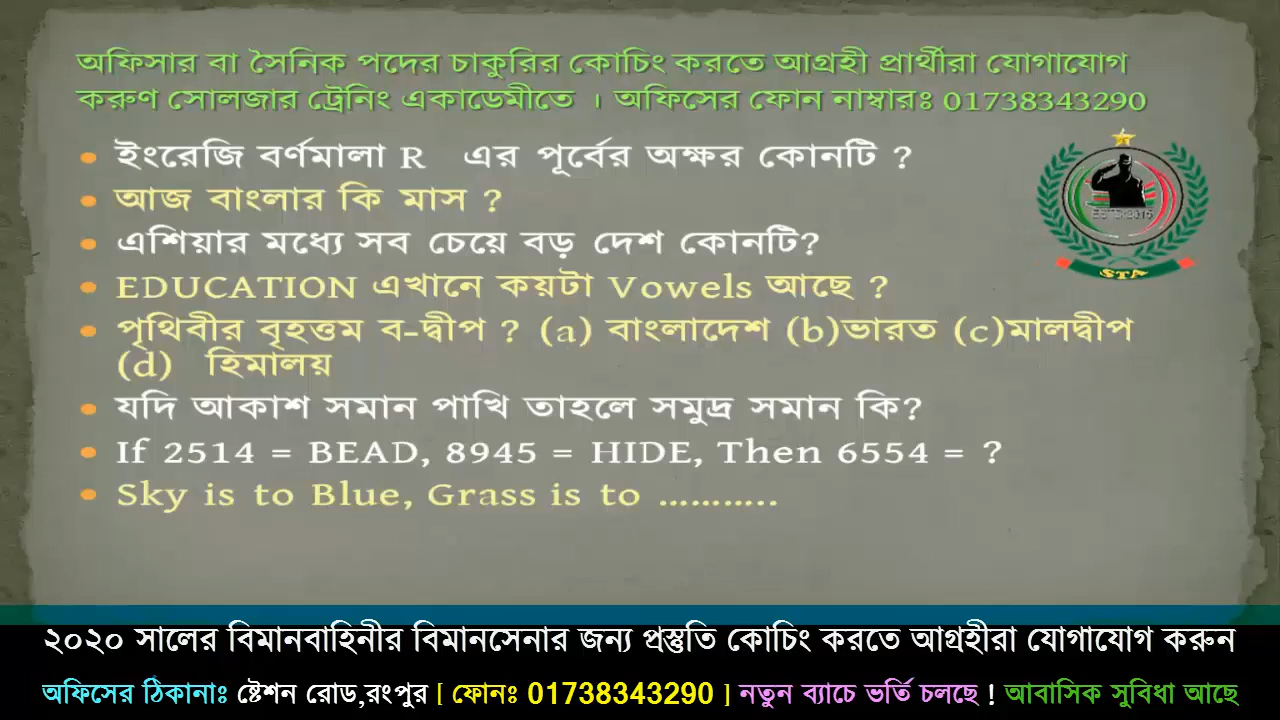 অফিসার বা সৈনিক পদের চাকুরির কোচিং করতে আগ্রহী প্রার্থীরা যোগাযোগ
করুণ সোলজার ট্রেনিং একাডেমীতে । অফিসের ফোন নাম্বারঃ 01738343290
• ইংরেজি বর্ণমালা R এর পূর্বের অক্ষর কোনটি ?
• আজ বাংলার কি মাস ?
• এশিয়ার মধ্যে সব চেয়ে বড় দেশ কোনটি?
• EDUCATION এখানে কয়টা Vowels আছে ?
• পৃথিবীর বৃহত্তম ব-দ্বীপ ? (a) বাংলাদেশ (b)ভারত (c)মালদ্বীপ
(d) হিমালয়
• যদি আকাশ সমান পাখি তাহলে সমুদ্র সমান কি?
• If 2514 = BEAD, 8945 = HIDE, Then 6554 = ?
• Sky is to Blue, Grass is to ...........
ESTD:2015
STA
২০২০ সালের বিমানবাহিনীর বিমানসেনার জন্য প্রস্তুতি কোচিং করতে আগ্রহীরা যোগাযোগ করুন
অফিসের ঠিকানাঃ ষ্টেশন রোড,রংপুর [ ফোনঃ 01738343290 ] নতুন ব্যাচে ভর্তি চলছে ! আবাসিক সুবিধা আছে